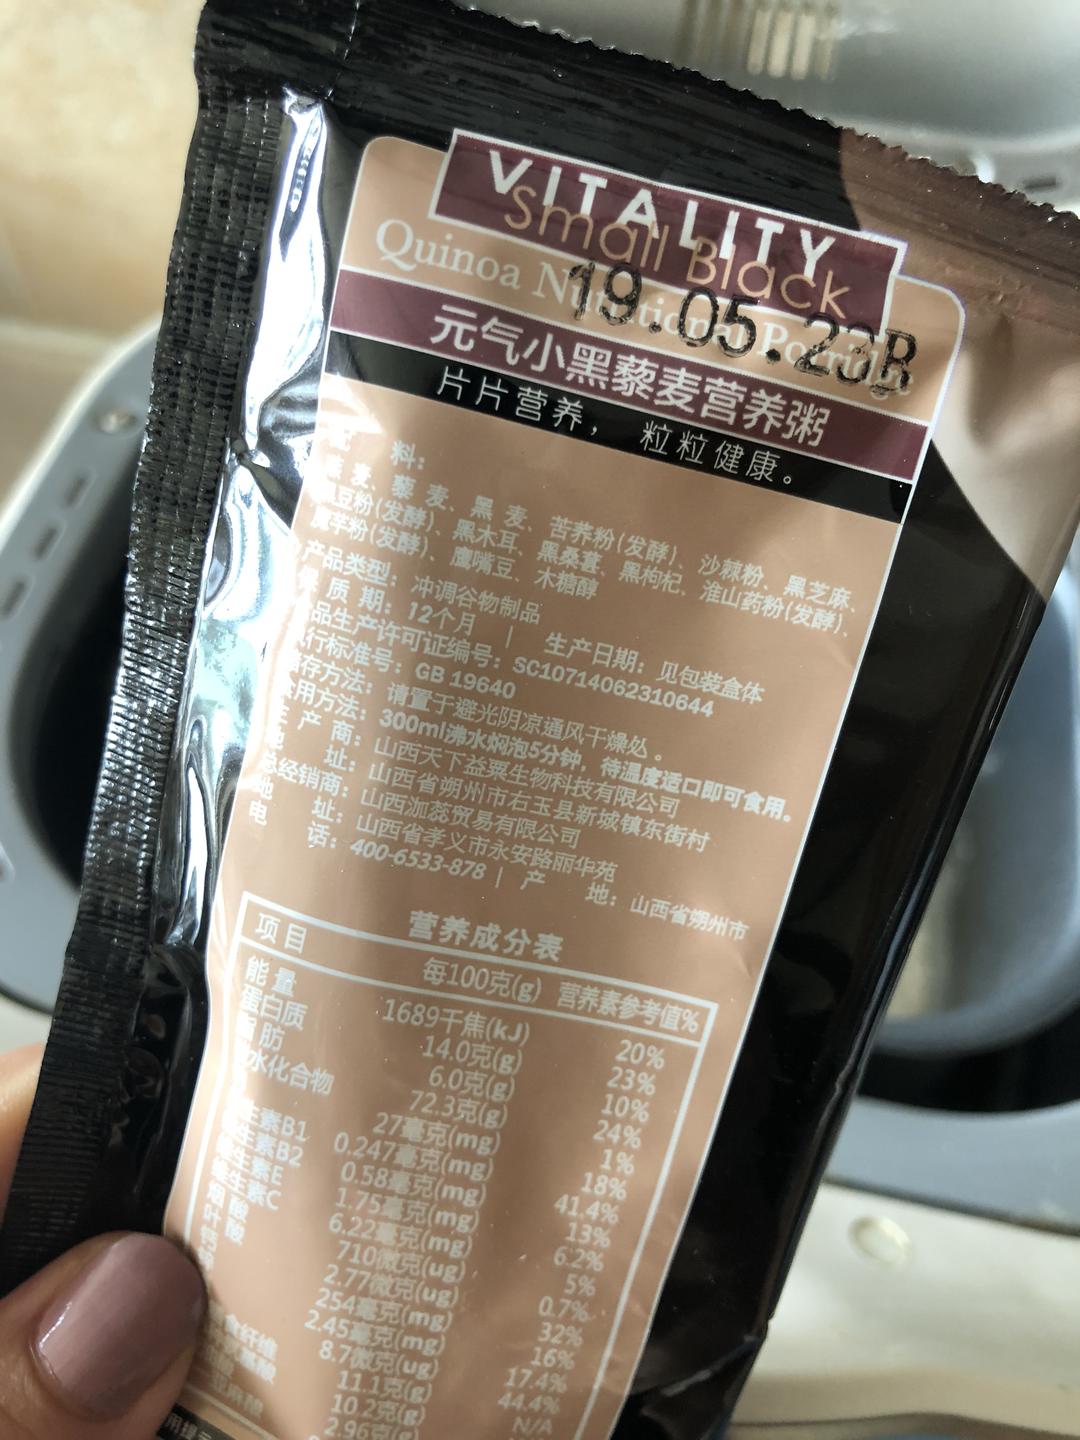 VITALITY
Small Black
Quinoa Nutritional Porridge
19.05.23B
元气小黑藜麦营养粥
片片营养，粒粒健康。
料：
麦、藜麦、黑麦、苦荞粉(发酵)、沙棘粉、黑芝麻、
豆粉(发酵)、黑木耳、黑桑葚、黑枸杞、淮山药粉(发酵)、
魔芋粉(发酵)、鹰嘴豆、木糖醇
产品类型：冲调谷物制品
质期：12个月 | 生产日期：见包装盒体
品生产许可证编号：SC10714062310644
行标准号：GB 19640
存方法：请置于避光阴凉通风干燥处。
用方法：300ml沸水焖泡5分钟，待温度适口即可食用。
产商：山西天下益粟生物科技有限公司
地址：山西省朔州市石玉县新城镇东街村
总经销商：山西泇蕊贸易有限公司
地址：山西省孝义市永安路丽华苑
电话：400-6533-878 | 产地：山西省朔州市
营养成分表
项目 每100克(g) 营养素参考值%
能量 1689千焦(kJ) 20%
蛋白质 14.0克(g) 23%
脂肪 6.0克(g) 10%
水化合物 72.3克(g) 24%
27毫克(mg) 1%
生素B1 0.247毫克(mg) 18%
生素B2 0.58毫克(mg) 41.4%
维生素E 1.75毫克(mg) 13%
维生素C 6.22毫克(mg) 6.2%
烟酸 710微克(ug) 5%
叶酸 2.77微克(ug) 0.7%
钙 254毫克(mg) 32%
2.45毫克(mg) 16%
8.7微克(ug) 17.4%
食纤维 11.1克(g) 44.4%
10.2克(g) N/A
2.96克(g)